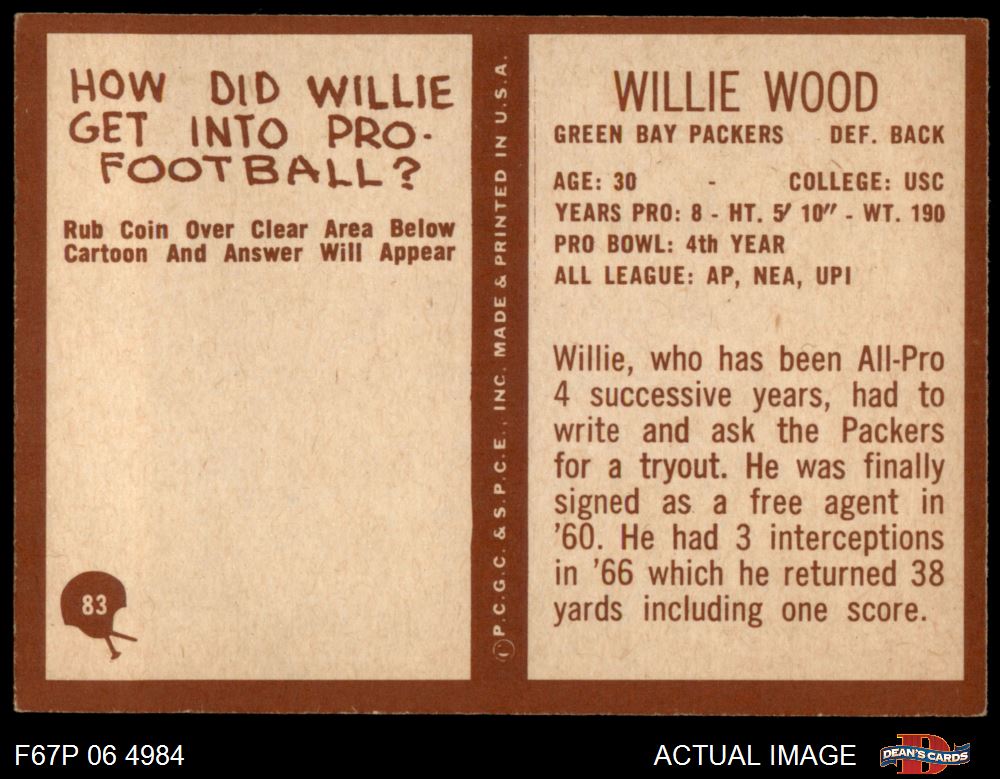 HOW DID WILLIE
GET INTO PRO-
FOOTBALL?
Rub Coin Over Clear Area Below
Cartoon And Answer Will Appear
83
© P.C.G.C. & S.P.C.E., INC. MADE & PRINTED IN U.S.A.
WILLIE WOOD
GREEN BAY PACKERS DEF. BACK
AGE: 30 - COLLEGE: USC
YEARS PRO: 8 - HT. 5' 10" - WT. 190
PRO BOWL: 4th YEAR
ALL LEAGUE: AP, NEA, UPI
Willie, who has been All-Pro
4 successive years, had to
write and ask the Packers
for a tryout. He was finally
signed as a free agent in
'60. He had 3 interceptions
in '66 which he returned 38
yards including one score.
F67P 06 4984
ACTUAL IMAGE
D
DEAN'S CARDS